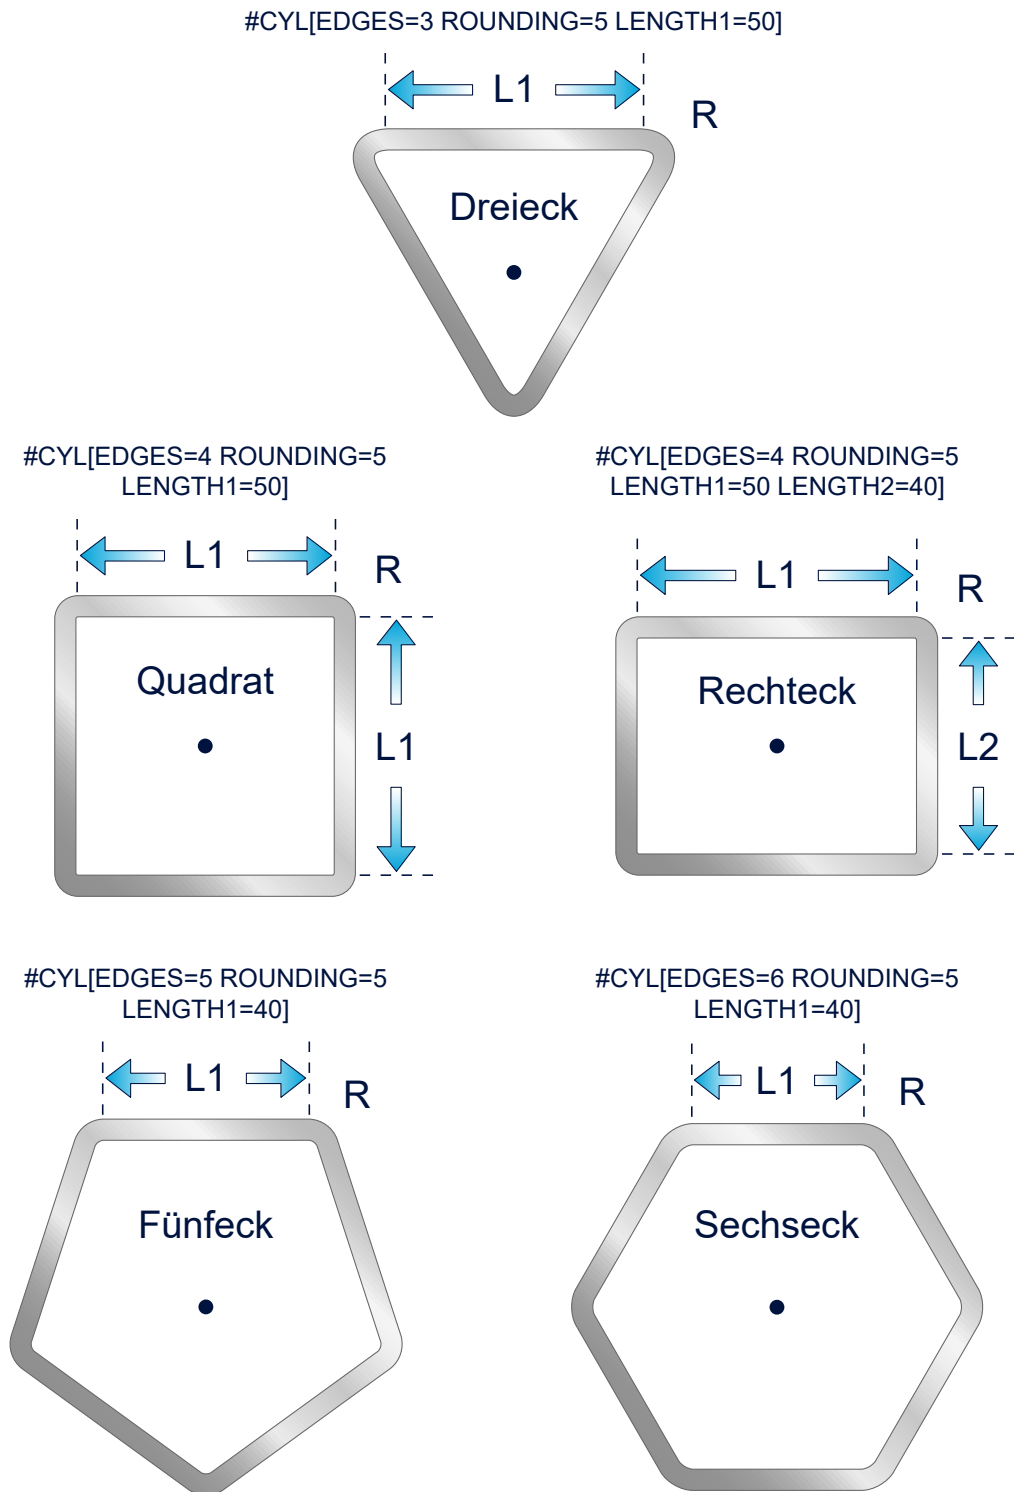 #CYL[EDGES=3 ROUNDING=5 LENGTH1=50]
L1
R
Dreieck
#CYL[EDGES=4 ROUNDING=5
LENGTH1=50]
L1
R
Quadrat
L1
#CYL[EDGES=4 ROUNDING=5
LENGTH1=50 LENGTH2=40]
L1
R
Rechteck
L2
#CYL[EDGES=5 ROUNDING=5
LENGTH1=40]
L1
R
Fünfeck
#CYL[EDGES=6 ROUNDING=5
LENGTH1=40]
L1
R
Sechseck